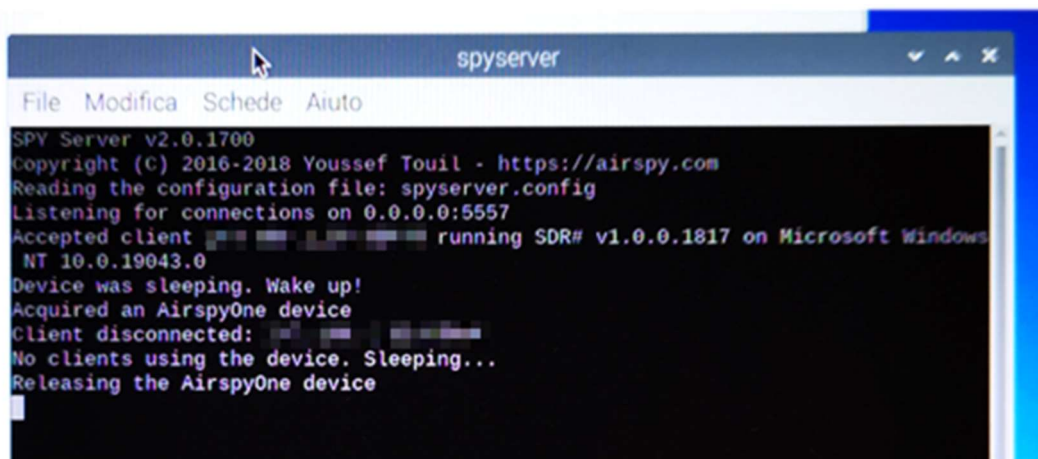 spyserver
File Modifica Schede Aiuto
SPY Server v2.0.1700
Copyright (C) 2016-2018 Youssef Touil - https://airspy.com
Reading the configuration file: spyserver.config
Listening for connections on 0.0.0.0:5557
Accepted client running SDR# v1.0.0.1817 on Microsoft Windows
NT 10.0.19043.0
Device was sleeping. Wake up!
Acquired an AirspyOne device
Client disconnected:
No clients using the device. Sleeping...
Releasing the AirspyOne device